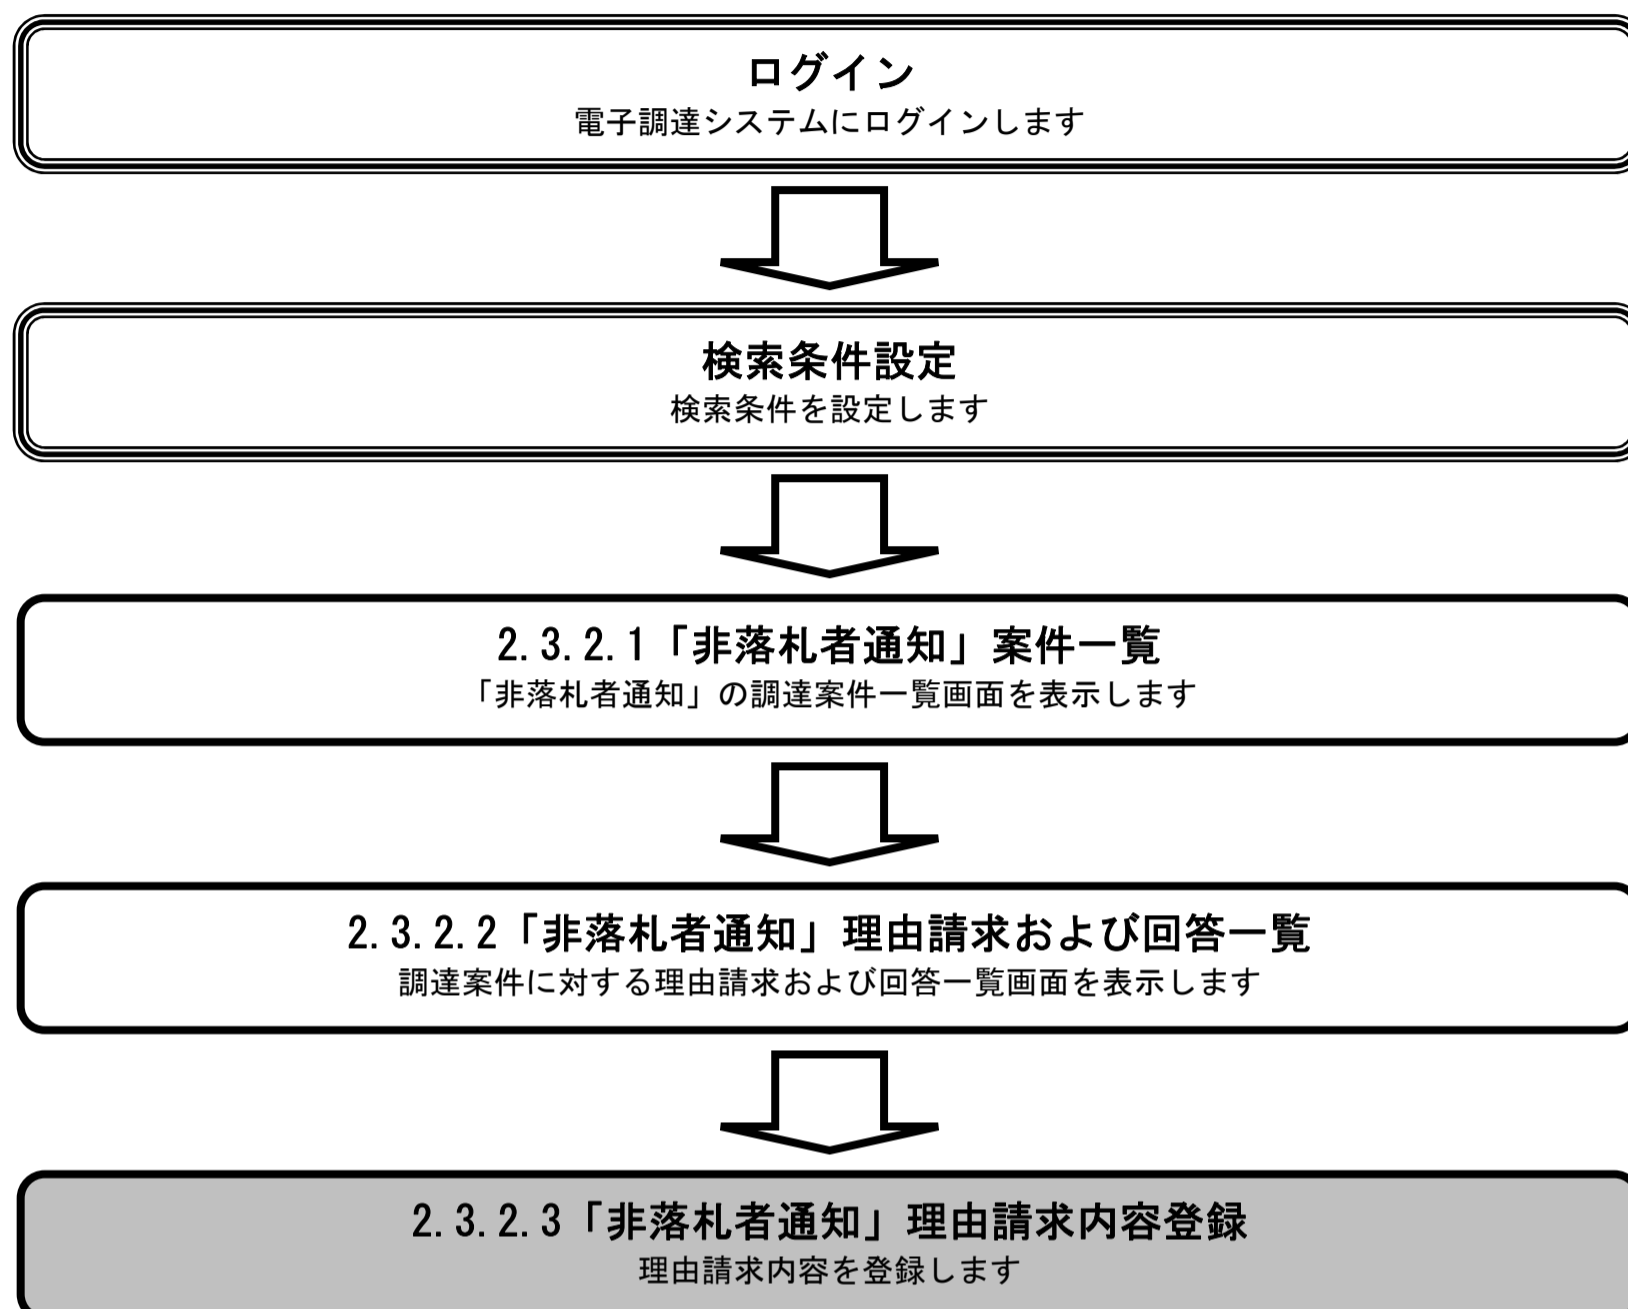 ログイン
電子調達システムにログインします
検索条件設定
検索条件を設定します
2.3.2.1「非落札者通知」案件一覧
「非落札者通知」の調達案件一覧画面を表示します
2.3.2.2「非落札者通知」理由請求および回答一覧
調達案件に対する理由請求および回答一覧画面を表示します
2.3.2.3「非落札者通知」理由請求内容登録
理由請求内容を登録します